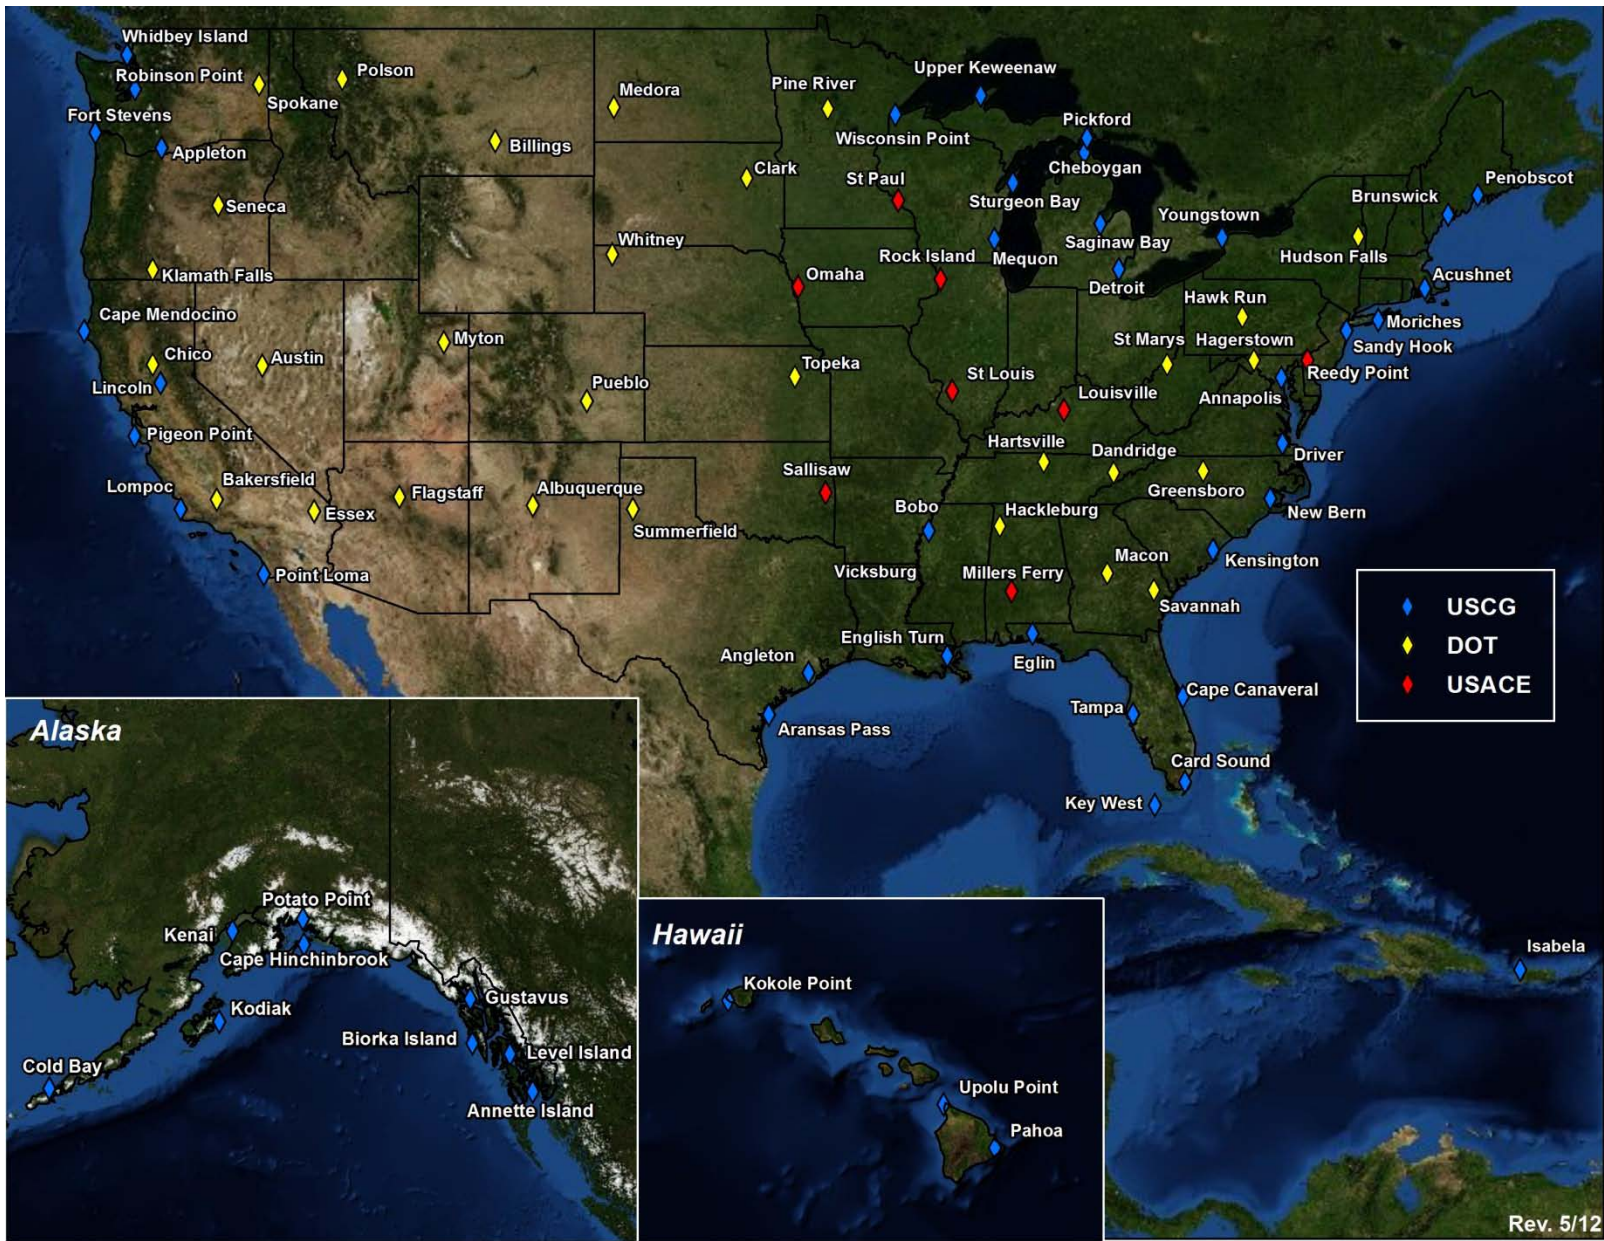 Whidbey Island
Robinson Point
Spokane
Polson
Fort Stevens
Appleton
Billings
Medora
Pine River
Upper Keweenaw
Wisconsin Point
Pickford
Cheboygan
Clark
St Paul
Sturgeon Bay
Penobscot
Brunswick
Youngstown
Seneca
Whitney
Saginaw Bay
Hudson Falls
Rock Island
Mequon
Klamath Falls
Omaha
Detroit
Acushnet
Hawk Run
Cape Mendocino
Moriches
Myton
St Marys
Hagerstown
Sandy Hook
Chico
Austin
Topeka
St Louis
Reedy Point
Lincoln
Pueblo
Louisville
Annapolis
Pigeon Point
Hartsville
Dandridge
Driver
Sallisaw
Lompoc
Bakersfield
Flagstaff
Albuquerque
Greensboro
Essex
Bobo
Hackleburg
New Bern
Summerfield
Macon
Kensington
Point Loma
Vicksburg
Millers Ferry
Savannah
English Turn
Angleton
Eglin
Cape Canaveral
Tampa
Aransas Pass
Card Sound
Key West
USCG
DOT
USACE
Alaska
Potato Point
Kenai
Cape Hinchinbrook
Gustavus
Kodiak
Biorka Island
Level Island
Cold Bay
Annette Island
Hawaii
Kokole Point
Upolu Point
Pahoa
Isabela
Rev. 5/12